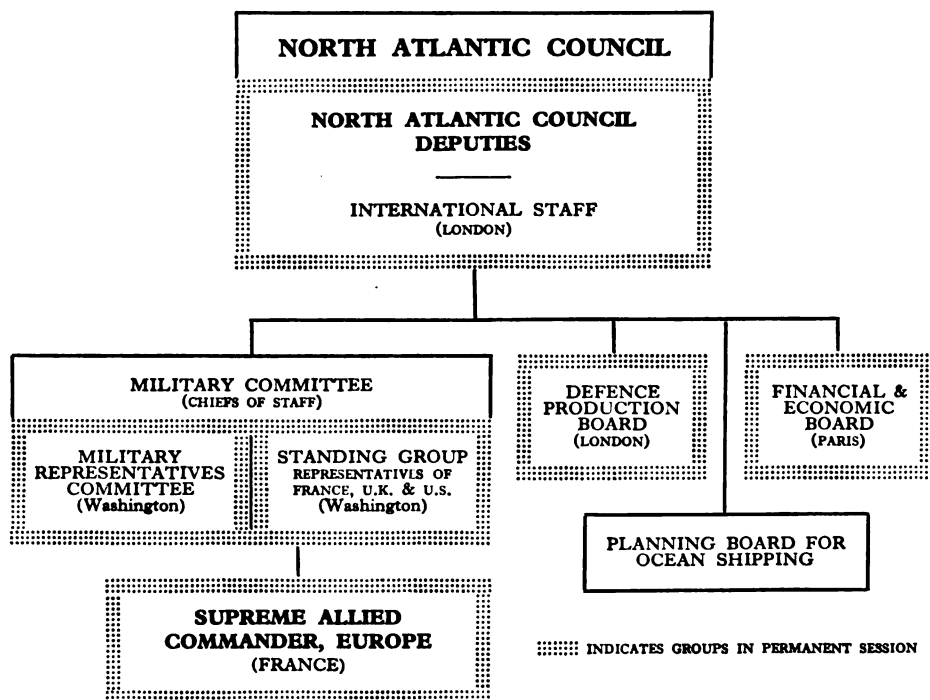 NORTH ATLANTIC COUNCIL
NORTH ATLANTIC COUNCIL
DEPUTIES
INTERNATIONAL STAFF
(LONDON)
MILITARY COMMITTEE
(CHIEFS OF STAFF)
MILITARY
REPRESENTATIVES
COMMITTEE
(Washington)
STANDING GROUP
REPRESENTATIVES OF
FRANCE, U.K. & U.S.
(Washington)
SUPREME ALLIED
COMMANDER, EUROPE
(FRANCE)
DEFENCE
PRODUCTION
BOARD
(LONDON)
FINANCIAL &
ECONOMIC
BOARD
(PARIS)
PLANNING BOARD FOR
OCEAN SHIPPING
INDICATES GROUPS IN PERMANENT SESSION